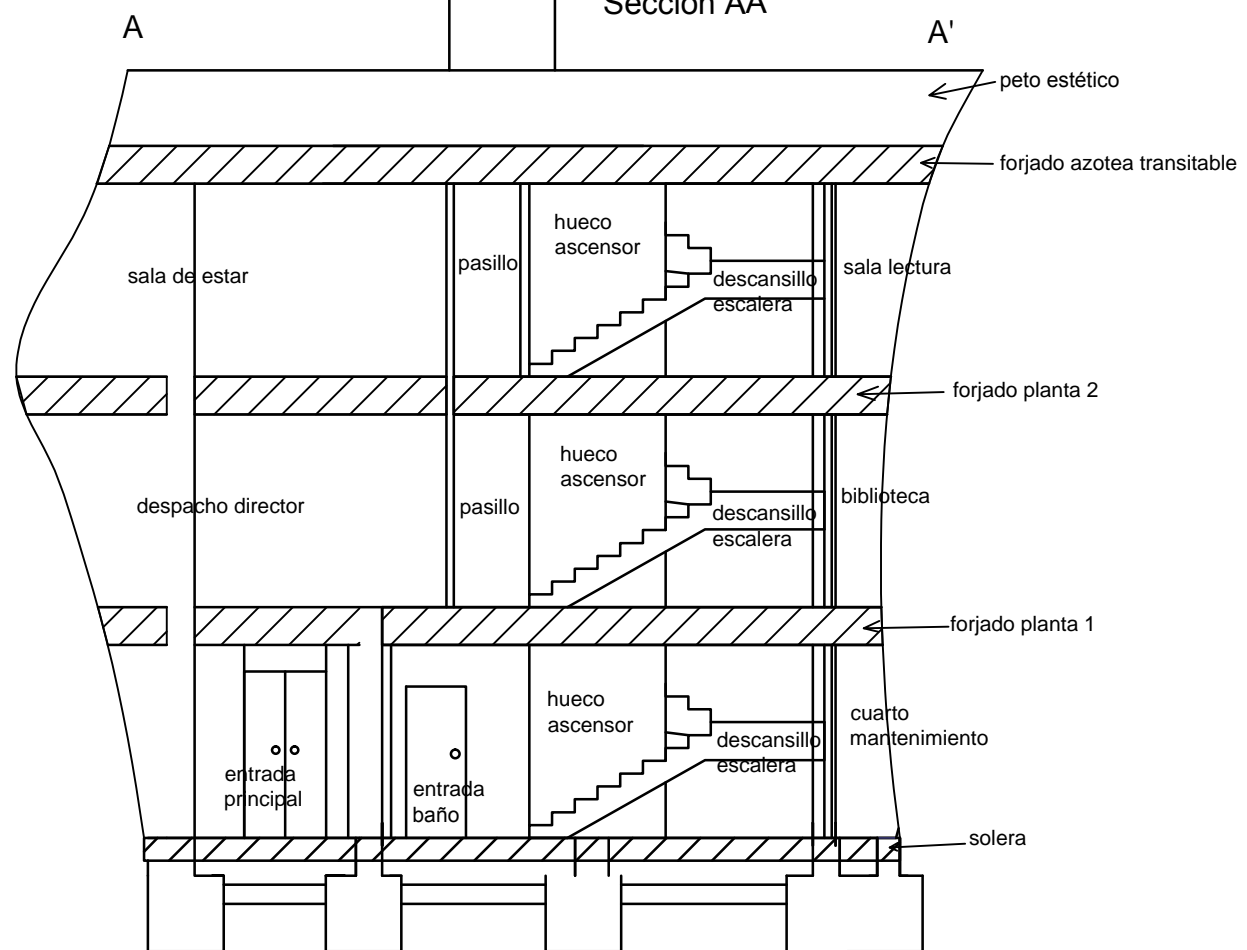 Sección AA
A
A'
peto estético
forjado azotea transitable
hueco
ascensor
sala de estar
pasillo
descansillo
escalera
sala lectura
forjado planta 2
hueco
ascensor
despacho director
pasillo
descansillo
escalera
biblioteca
forjado planta 1
hueco
ascensor
cuarto
mantenimiento
descansillo
escalera
entrada
principal
entrada
baño
solera